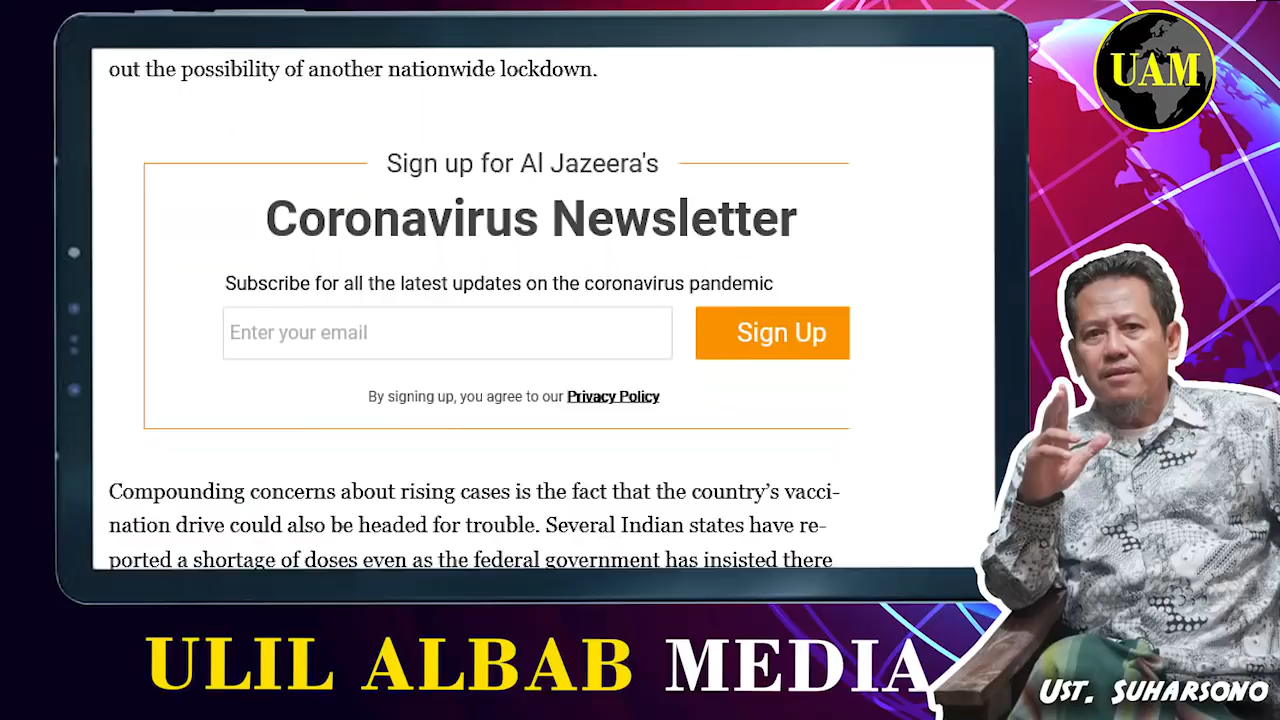 out the possibility of another nationwide lockdown.
UAM
Sign up for Al Jazeera's
Coronavirus Newsletter
Subscribe for all the latest updates on the coronavirus pandemic
Enter your email
Sign Up
By signing up, you agree to our Privacy Policy
Compounding concerns about rising cases is the fact that the country’s vacci-
nation drive could also be headed for trouble. Several Indian states have re-
ported a shortage of doses even as the federal government has insisted there
ULIL ALBAB MEDIA
UST. SUHARSONO